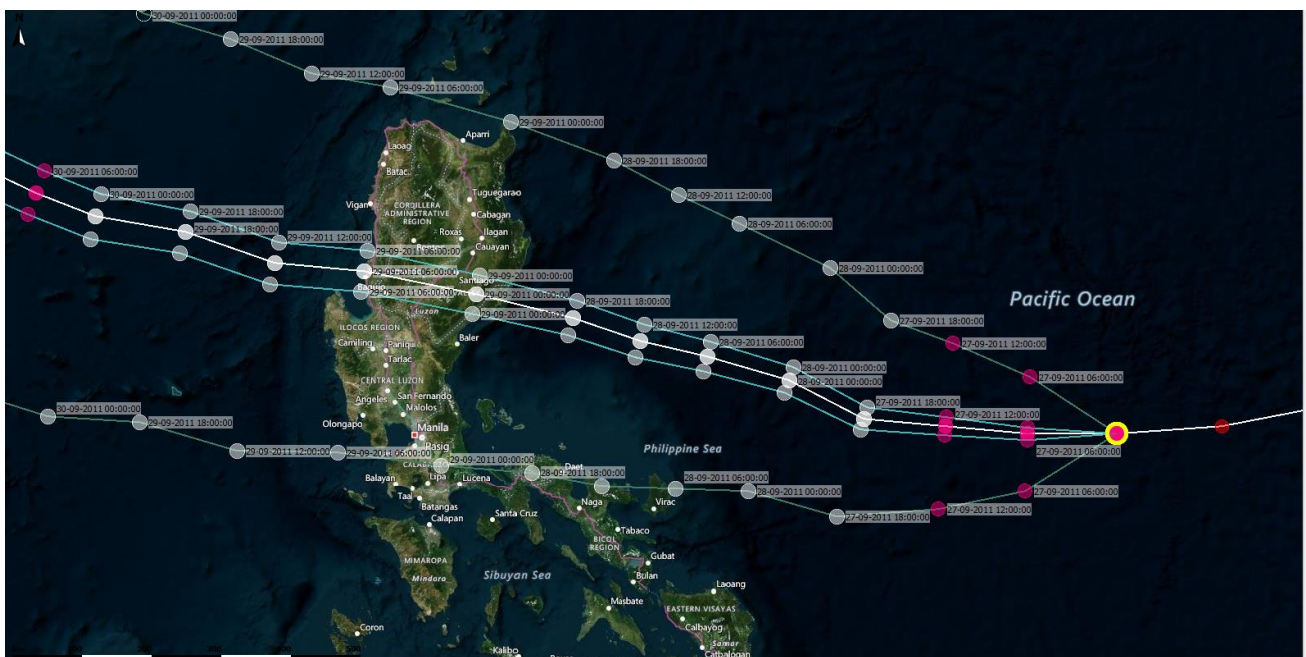 N
30-09-2011 00:00:00
29-09-2011 18:00:00
29-09-2011 12:00:00
29-09-2011 06:00:00
29-09-2011 00:00:00
Aparri
Laoag
28-09-2011 18:00:00
Batac
30-09-2011 06:00:00
30-09-2011 00:00:00
28-09-2011 12:00:00
Tuguegarao
Vigan
CORDILLERA
ADMINISTRATIVE
REGION
29-09-2011 18:00:00
Cabagan
28-09-2011 06:00:00
29-09-2011 18:00:00
Roxas
Ilagan
29-09-2011 12:00:00
29-09-2011 06:00:00
Cauayan
28-09-2011 00:00:00
29-09-2011 06:00:00
29-09-2011 00:00:00
Santiago
Baguio
29-09-2011 06:00:00
29-09-2011 00:00:00
28-09-2011 18:00:00
Pacific Ocean
Luzon
29-09-2011 00:00:00
27-09-2011 18:00:00
ILOCOS REGION
28-09-2011 12:00:00
Camiling
Paniqui
Baler
28-09-2011 06:00:00
27-09-2011 12:00:00
Tarlac
28-09-2011 00:00:00
27-09-2011 06:00:00
CENTRAL LUZON
28-09-2011 00:00:00
San Fernando
Angeles
27-09-2011 18:00:00
30-09-2011 00:00:00
Malolos
27-09-2011 12:00:00
29-09-2011 18:00:00
Olongapo
Manila
Pasig
Philippine Sea
29-09-2011 12:00:00
29-09-2011 06:00:00
27-09-2011 06:00:00
29-09-2011 00:00:00
Daet
28-09-2011 18:00:00
Balayan
Lipa
Lucena
28-09-2011 06:00:00
28-09-2011 00:00:00
27-09-2011 06:00:00
Taal
Batangas
Naga
Virac
27-09-2011 12:00:00
Calapan
Santa Cruz
27-09-2011 18:00:00
Tabaco
BICOL
REGION
MIMAROPA
Mindoro
Sibuyan Sea
Gubat
Bulan
Laoang
Masbate
EASTERN VISAYAS
Coron
Calbayog
Samar
Kalibo
Catbalogan